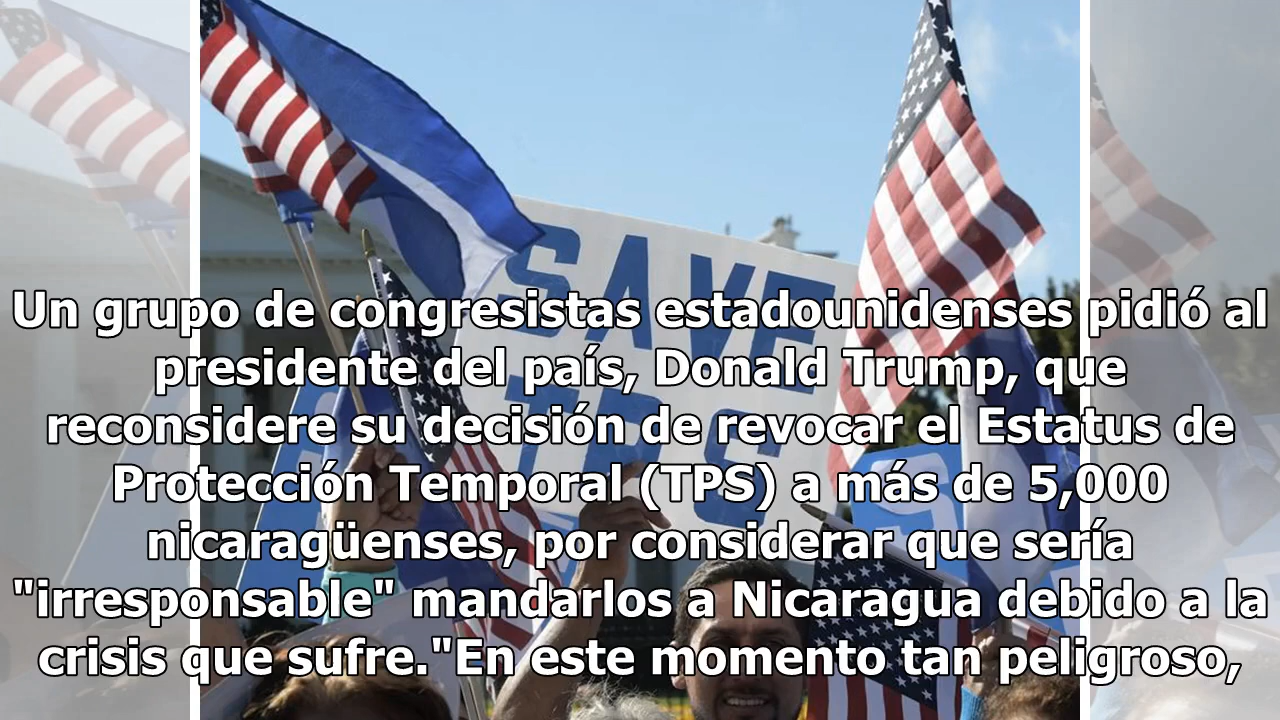 SAVE
TPS
Un grupo de congresistas estadounidenses pidió al
presidente del país, Donald Trump, que
reconsidere su decisión de revocar el Estatus de
Protección Temporal (TPS) a más de 5,000
nicaragüenses, por considerar que sería
"irresponsable" mandarlos a Nicaragua debido a la
crisis que sufre."En este momento tan peligroso,